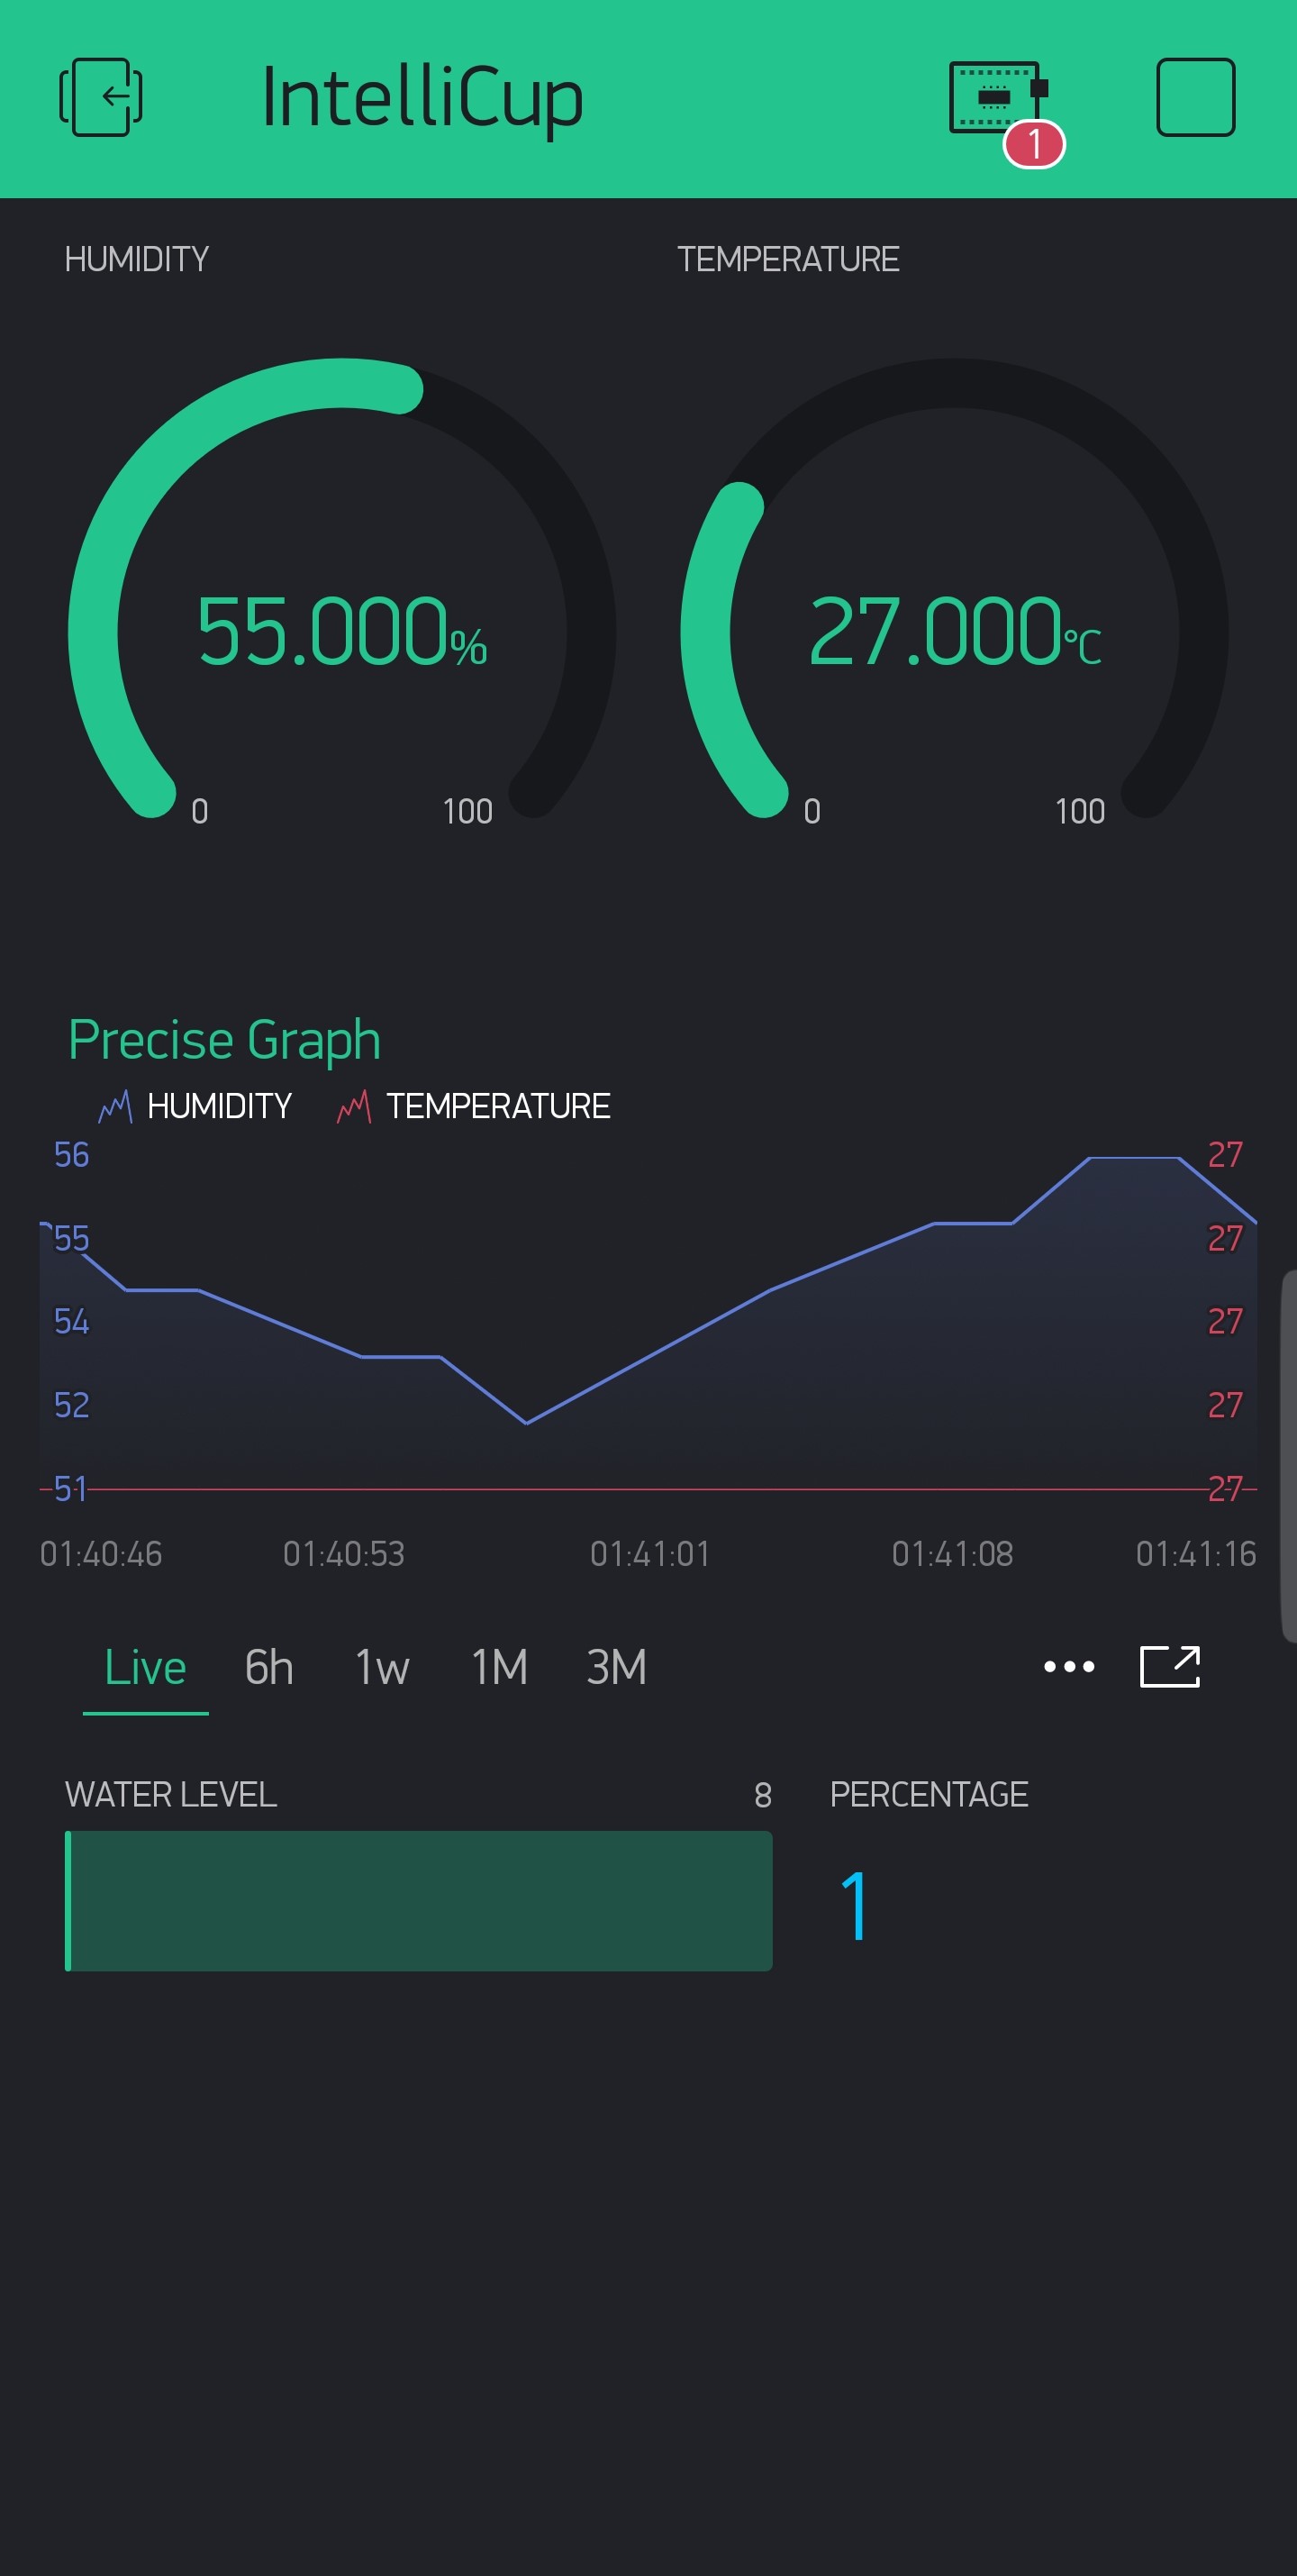 IntelliCup
1
HUMIDITY TEMPERATURE
55.000% 27.000°C
0 100 0 100
Precise Graph
HUMIDITY TEMPERATURE
56 27
55 27
54 27
52 27
51 27
01:40:46 01:40:53 01:41:01 01:41:08 01:41:16
Live 6h 1w 1M 3M
WATER LEVEL 8 PERCENTAGE
1